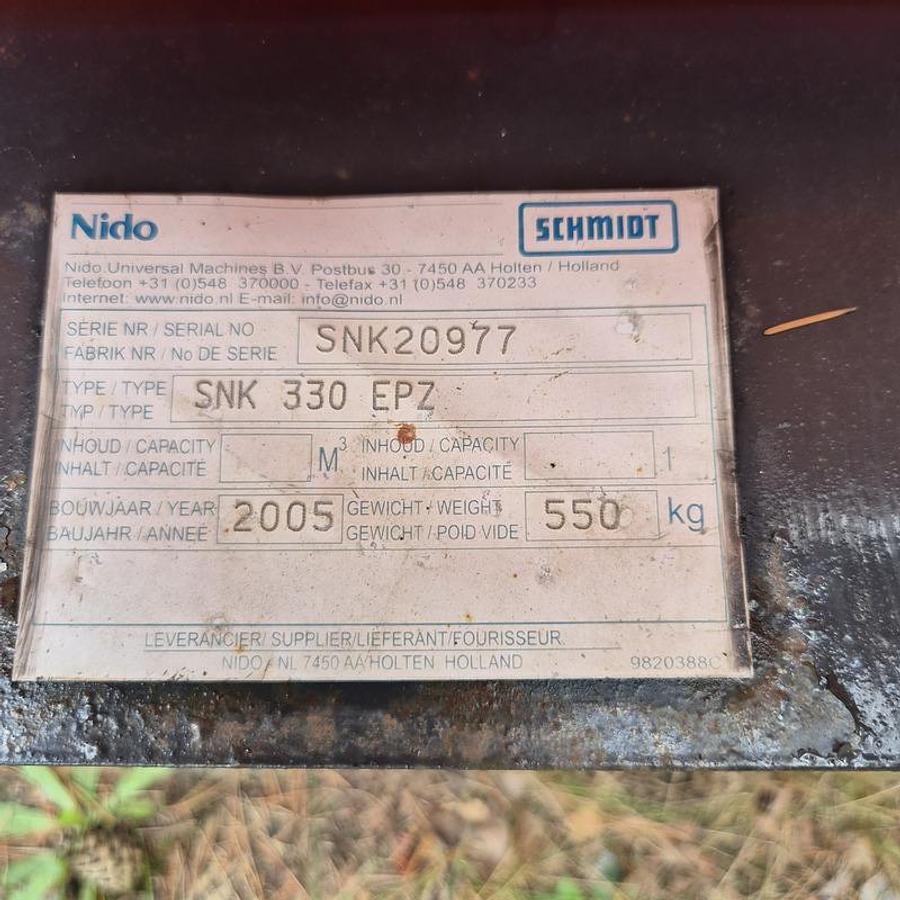 Nido SCHMIDT
Nido Universal Machines B.V. Postbus 30 - 7450 AA Holten / Holland
Telefoon +31 (0)548 370000 - Telefax +31 (0)548 370233
Internet: www.nido.nl E-mail: info@nido.nl
SERIE NR / SERIAL NO
FABRIK NR / No DE SERIE
SNK20977
TYPE / TYPE
TYP / TYPE
SNK 330 EPZ
INHOUD / CAPACITY
INHALT / CAPACITÉ
M³
INHOUD / CAPACITY
INHALT / CAPACITÉ
l
BOUWJAAR / YEAR
BAUJAHR / ANNEE
2005
GEWICHT - WEIGHT
GEWICHT / POID VIDE
550 kg
LEVERANCIER/ SUPPLIER/LIEFERANT/FOURISSEUR
NIDO / NL 7450 AA HOLTEN HOLLAND
9820388C